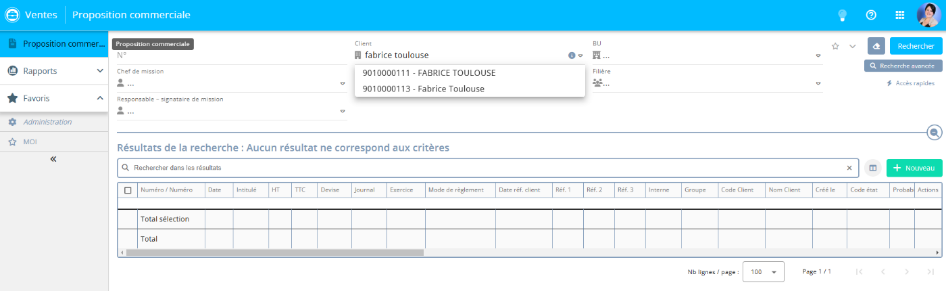 Ventes Proposition commerciale
Proposition commer...
Proposition commerciale
Rapports
Favoris
Administration
MOI
N°
Client
fabrice toulouse
9010000111 - FABRICE TOULOUSE
9010000113 - Fabrice Toulouse
BU
...
Rechercher
Recherche avancée
Accès rapides
Chef de mission
...
Filière
...
Responsable - signataire de mission
...
Résultats de la recherche : Aucun résultat ne correspond aux critères
Rechercher dans les résultats
Nouveau
Numéro / Numéro Date Intitulé HT TTC Devise Journal Exercice Mode de règlement Date réf. client Réf. 1 Réf. 2 Réf. 3 Interne Groupe Code Client Nom Client Créé le Code état Probab Actions
Total sélection
Total
Nb lignes / page : 100 Page 1 / 1